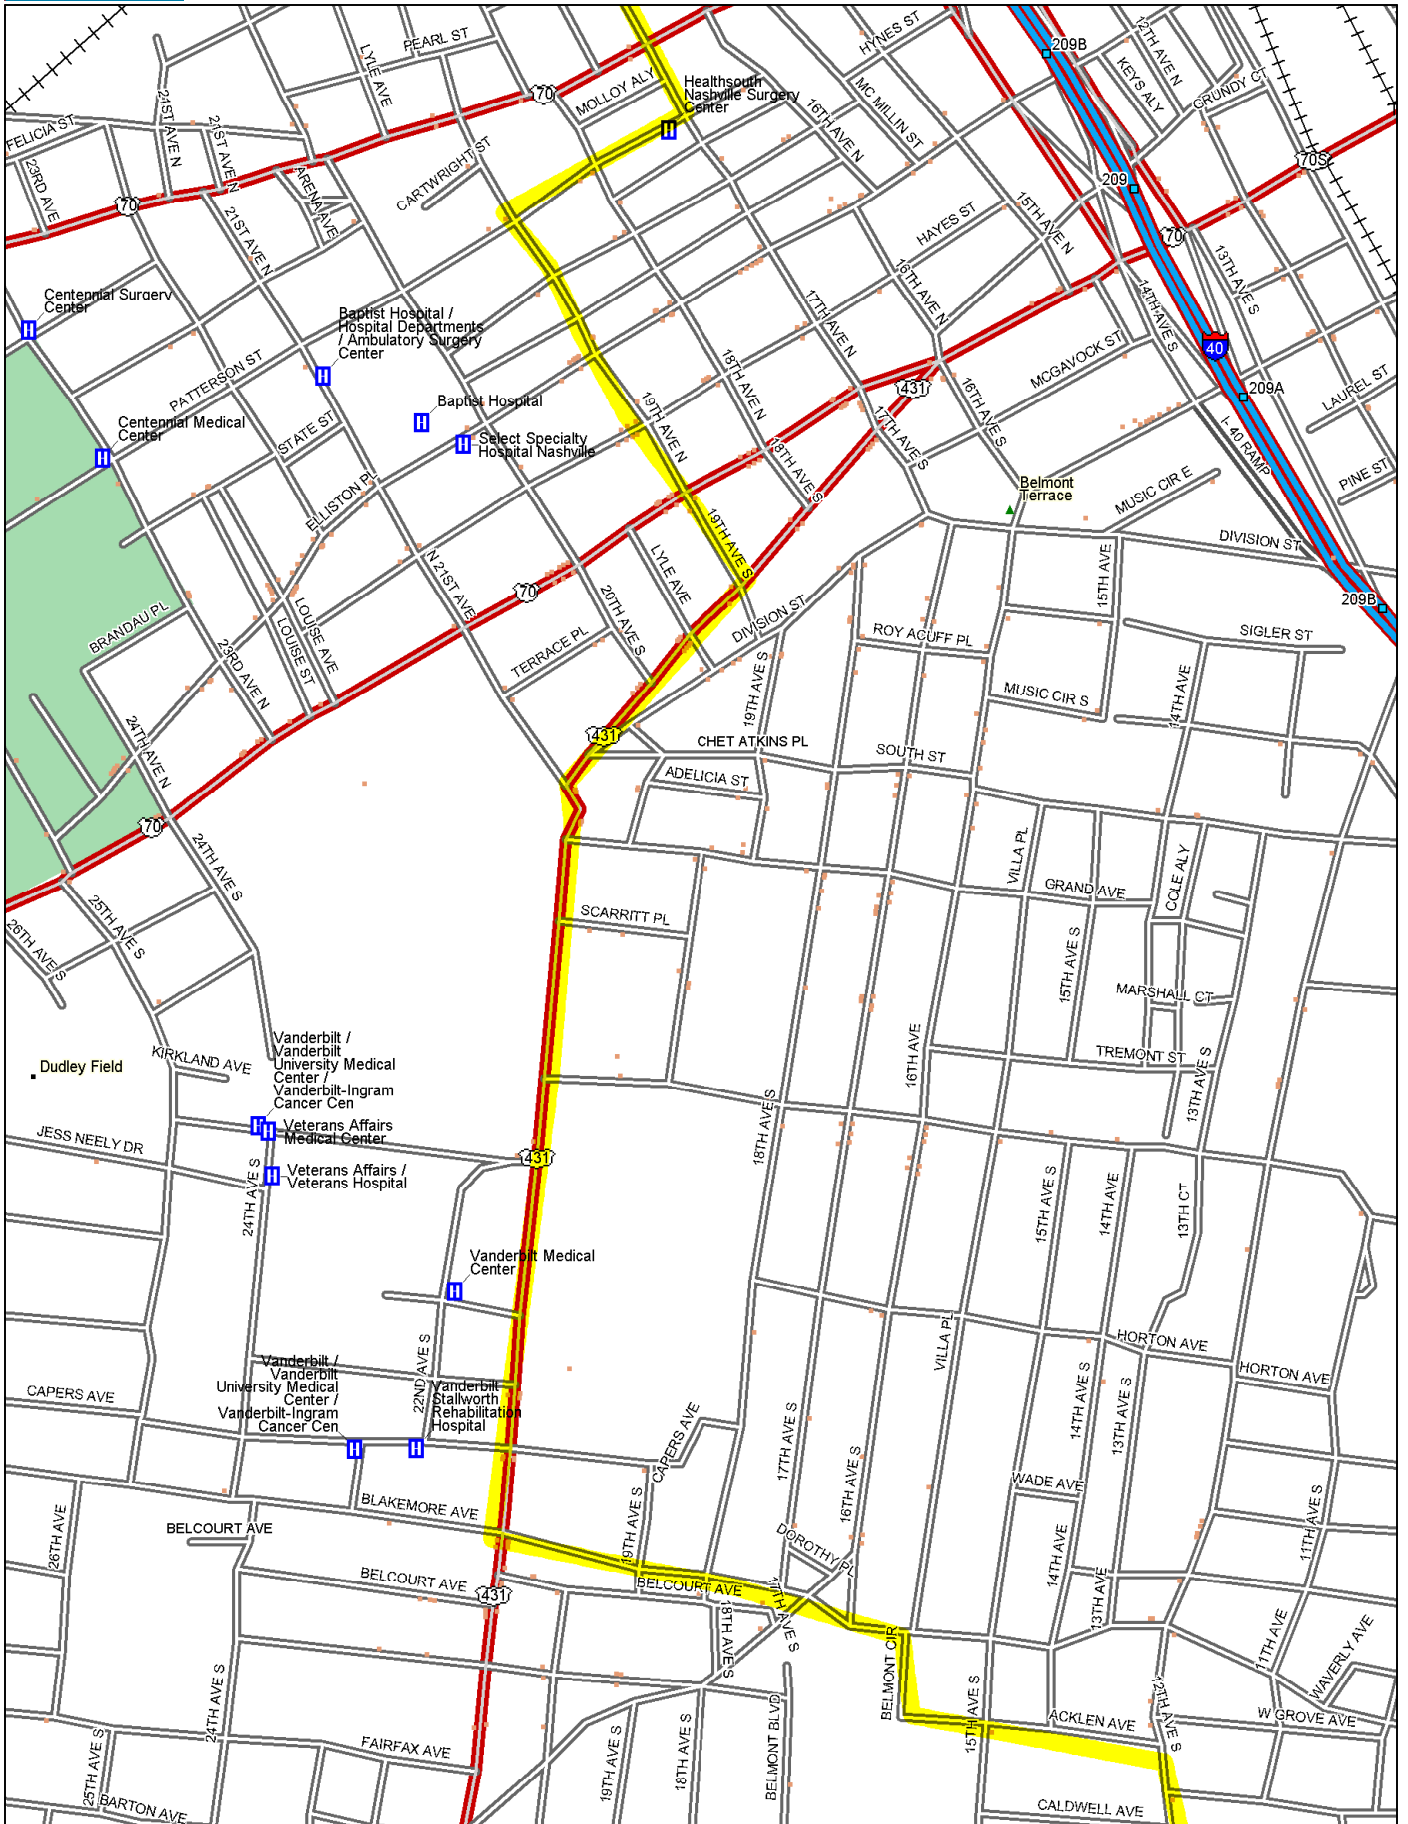 PEARL ST
LYLE AVE
HYNES ST
209B
12TH AVE N
KEYS ALY
GRUNDY CT
MOLLOY ALY
Healthsouth
Nashville Surgery
Center
MC MILLIN ST
16TH AVE N
70
21ST AVE N
21ST AVE N
FELICIA ST
23RD AVE
ARENA AVE
CARTWRIGHT ST
70
70S
209
70
21ST AVE N
HAYES ST
15TH AVE N
13TH AVE S
16TH AVE N
14TH AVE S
Centennial Surgery
Center
Baptist Hospital /
Hospital Departments
/ Ambulatory Surgery
Center
17TH AVE N
40
MCGAVOCK ST
PATTERSON ST
18TH AVE N
431
209A
LAUREL ST
16TH AVE S
Baptist Hospital
19TH AVE N
17TH AVE S
Centennial Medical
Center
STATE ST
Select Specialty
Hospital Nashville
18TH AVE S
I- 40 RAMP
PINE ST
ELLISTON PL
Belmont
Terrace
MUSIC CIR E
19TH AVE S
DIVISION ST
N 21ST AVE
LYLE AVE
15TH AVE
70
20TH AVE S
209B
BRANDAU PL
LOUISE AVE
LOUISE ST
DIVISION ST
ROY ACUFF PL
SIGLER ST
TERRACE PL
23RD AVE N
19TH AVE S
MUSIC CIR S
14TH AVE
24TH AVE N
431
CHET ATKINS PL
SOUTH ST
ADELICIA ST
70
24TH AVE S
VILLA PL
COLE ALY
GRAND AVE
25TH AVE S
SCARRITT PL
26TH AVE S
15TH AVE S
MARSHALL CT
Dudley Field
KIRKLAND AVE
Vanderbilt /
Vanderbilt
University Medical
Center /
Vanderbilt-Ingram
Cancer Cen
16TH AVE
TREMONT ST
13TH AVE S
18TH AVE S
Veterans Affairs
Medical Center
JESS NEELY DR
431
Veterans Affairs /
Veterans Hospital
24TH AVE S
15TH AVE S
14TH AVE
13TH CT
Vanderbilt Medical
Center
VILLA PL
HORTON AVE
HORTON AVE
22ND AVE S
Vanderbilt /
Vanderbilt
University Medical
Center /
Vanderbilt-Ingram
Cancer Cen
Vanderbilt
Stallworth
Rehabilitation
Hospital
CAPERS AVE
14TH AVE S
13TH AVE S
CAPERS AVE
17TH AVE S
16TH AVE S
WADE AVE
BLAKEMORE AVE
19TH AVE S
11TH AVE S
26TH AVE
BELCOURT AVE
DOROTHY PL
14TH AVE
BELCOURT AVE
BELCOURT AVE
431
17TH AVE S
13TH AVE
18TH AVE S
BELMONT CIR
11TH AVE
WAVERLY AVE
24TH AVE S
15TH AVE S
12TH AVE S
ACKLEN AVE
W GROVE AVE
BELMONT BLVD
FAIRFAX AVE
19TH AVE S
18TH AVE S
25TH AVE S
BARTON AVE
CALDWELL AVE